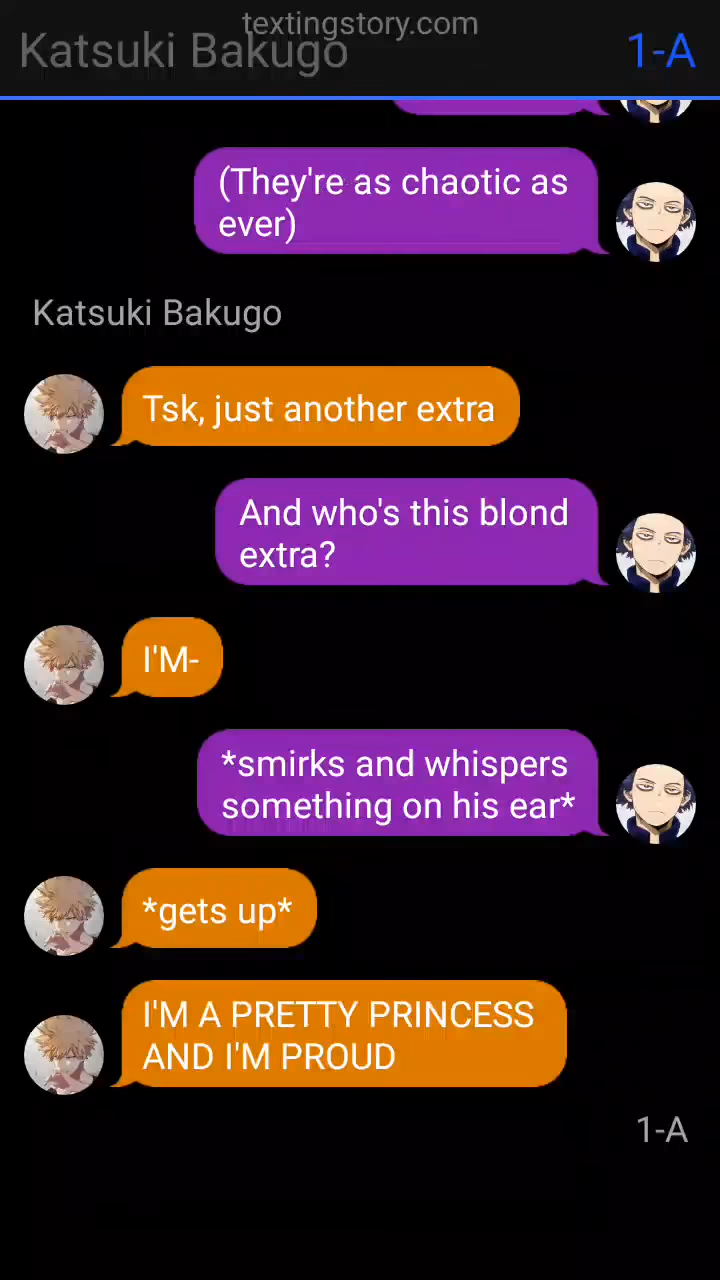 textingstory.com
Katsuki Bakugo
1-A
(They're as chaotic as
ever)
Katsuki Bakugo
Tsk, just another extra
And who's this blond
extra?
I'M-
*smirks and whispers
something on his ear*
*gets up*
I'M A PRETTY PRINCESS
AND I'M PROUD
1-A